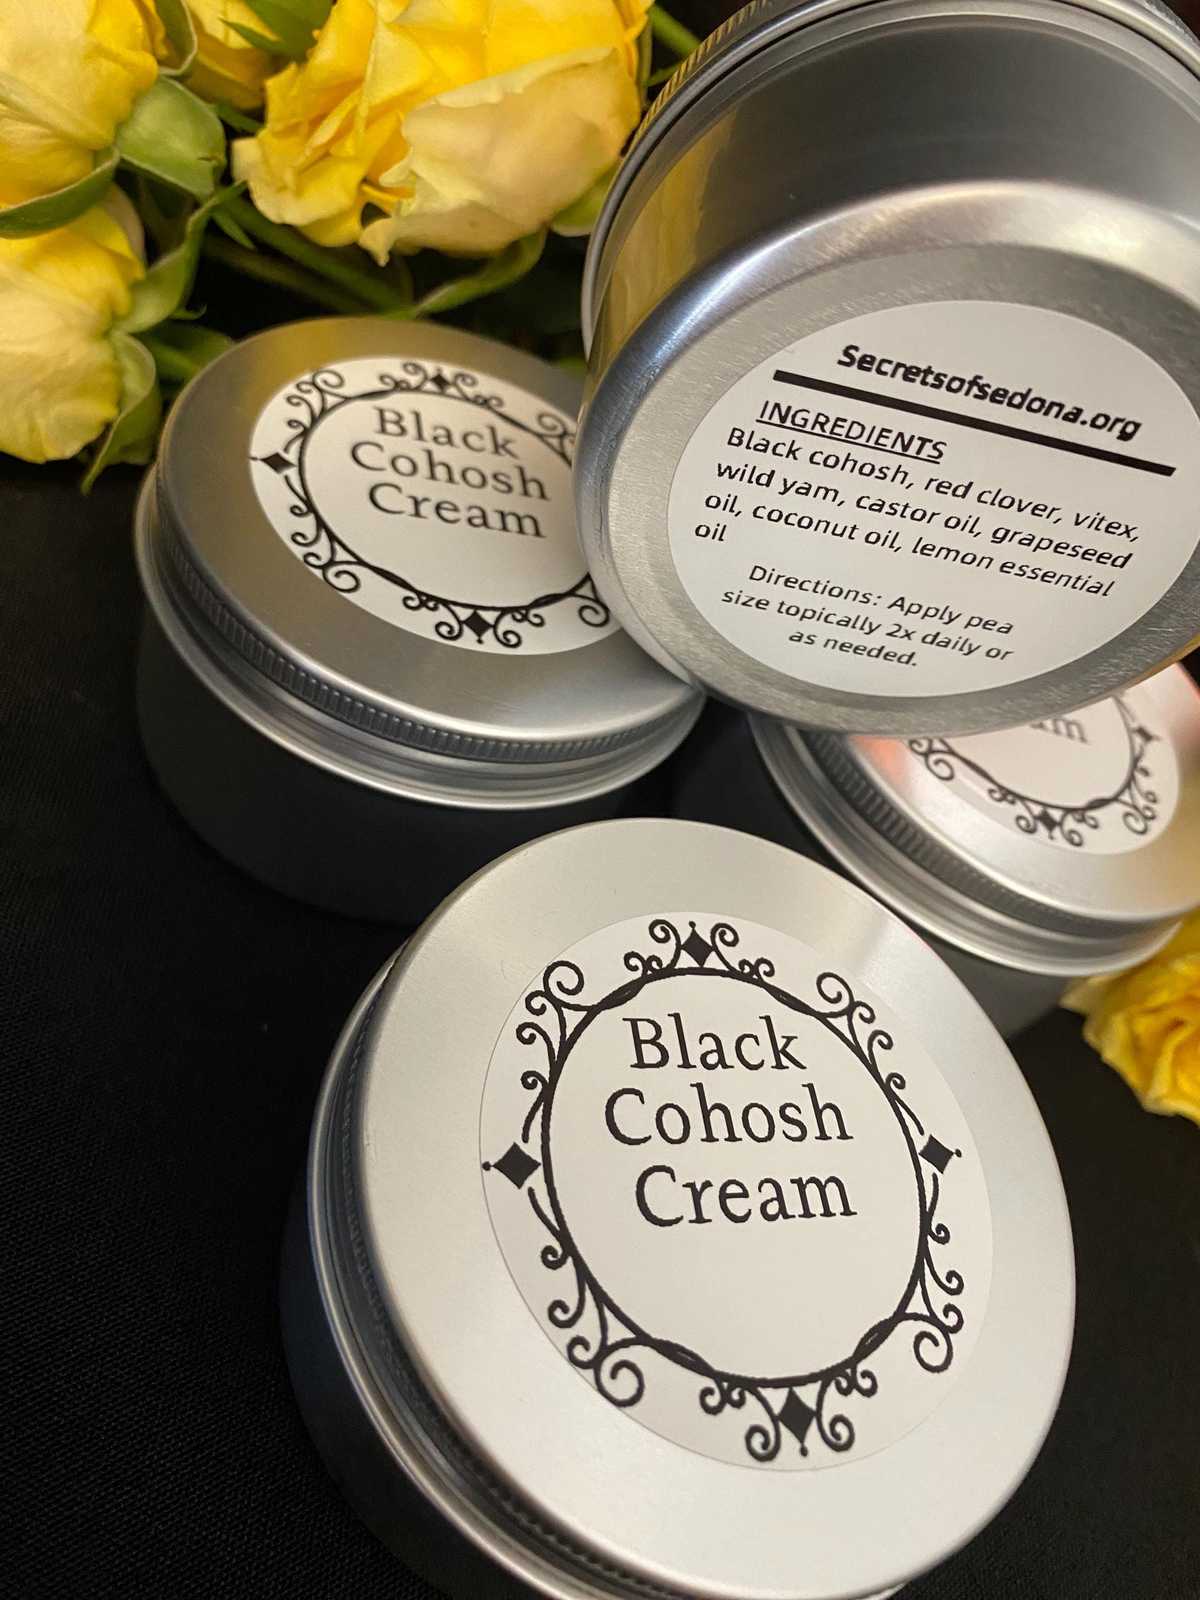 Secretsofsedona.org
INGREDIENTS
Black cohosh, red clover, vitex,
wild yam, castor oil, grapeseed
oil, coconut oil, lemon essential
oil
Directions: Apply pea
size topically 2x daily or
as needed.
Black
Cohosh
Cream
Black
Cohosh
Cream